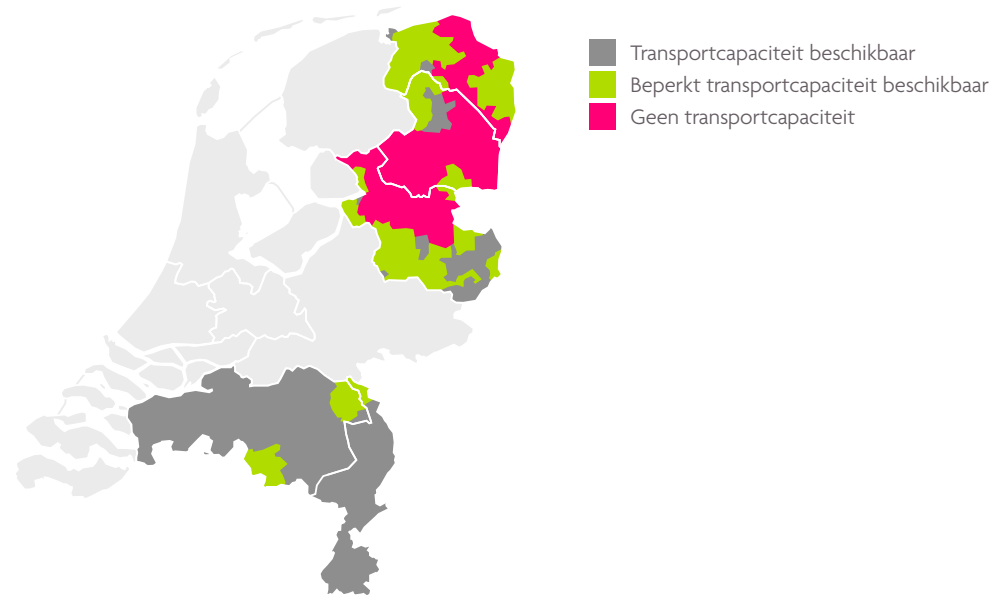 Transportcapaciteit beschikbaar
Beperkt transportcapaciteit beschikbaar
Geen transportcapaciteit